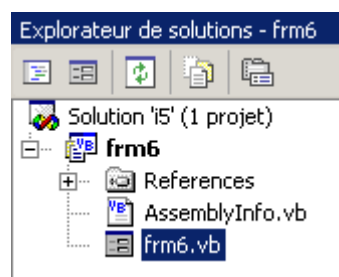 Explorateur de solutions - frm6
Solution 'i5' (1 projet)
frm6
References
AssemblyInfo.vb
frm6.vb